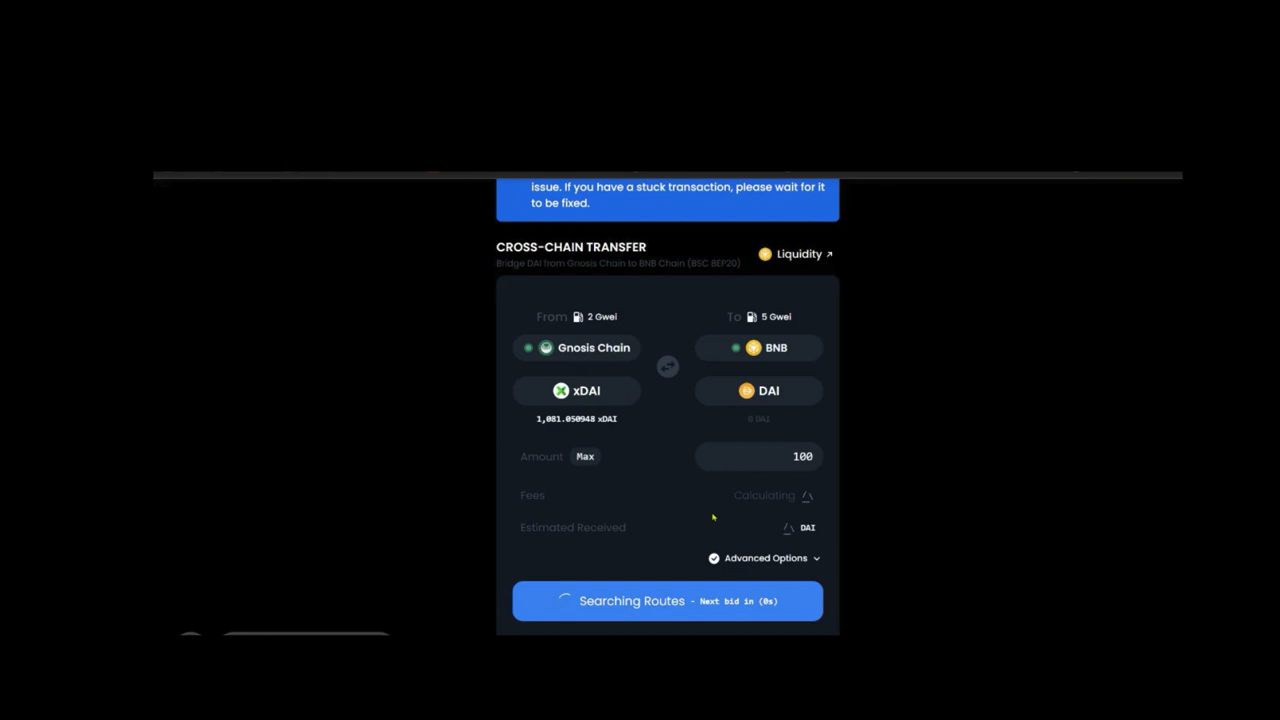 issue. If you have a stuck transaction, please wait for it
to be fixed.
CROSS-CHAIN TRANSFER
Liquidity ↗
Bridge DAI from Gnosis Chain to BNB Chain (BSC BEP20)
From 2 Gwei
To 5 Gwei
Gnosis Chain
BNB
xDAI
DAI
1,081.050948 xDAI
0 DAI
Amount Max
100
Fees
Calculating
Estimated Received
DAI
Advanced Options
Searching Routes - Next bid in (0s)